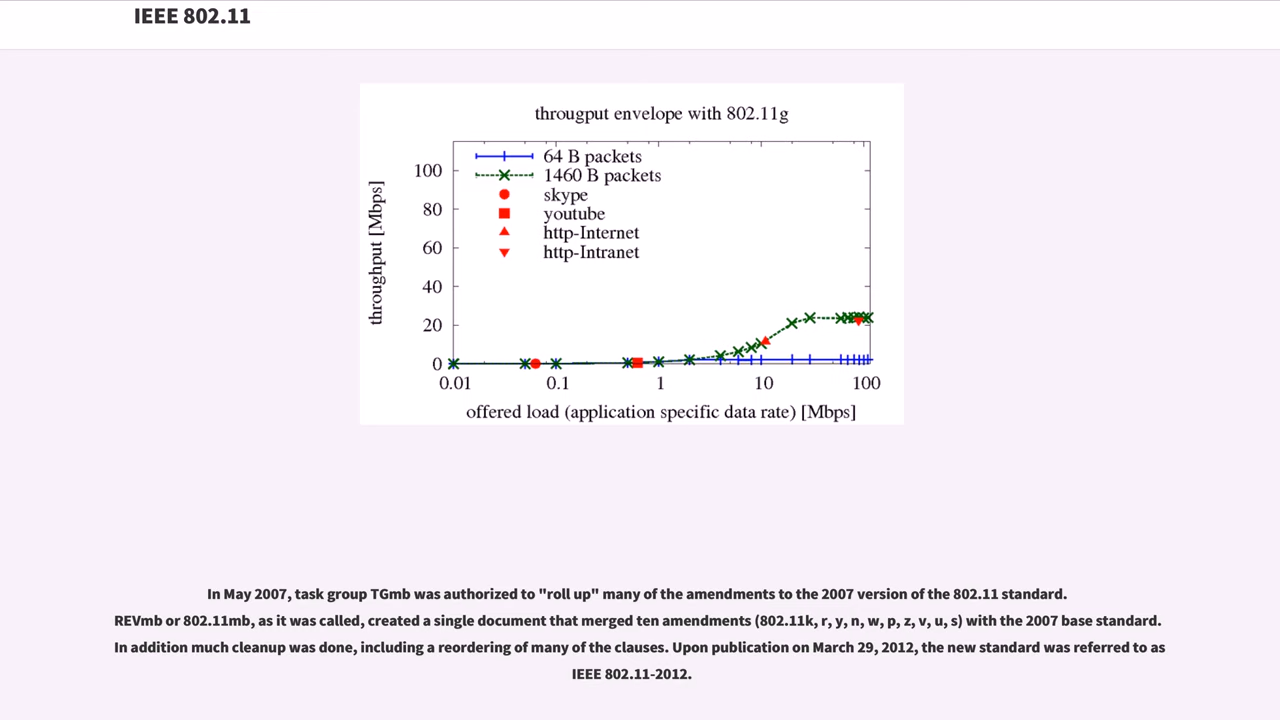 IEEE 802.11
througput envelope with 802.11g
64 B packets
1460 B packets
skype
youtube
http-Internet
http-Intranet
throughput [Mbps]
100
80
60
40
20
0
0.01 0.1 1 10 100
offered load (application specific data rate) [Mbps]
In May 2007, task group TGmb was authorized to "roll up" many of the amendments to the 2007 version of the 802.11 standard.
REVmb or 802.11mb, as it was called, created a single document that merged ten amendments (802.11k, r, y, n, w, p, z, v, u, s) with the 2007 base standard.
In addition much cleanup was done, including a reordering of many of the clauses. Upon publication on March 29, 2012, the new standard was referred to as
IEEE 802.11-2012.